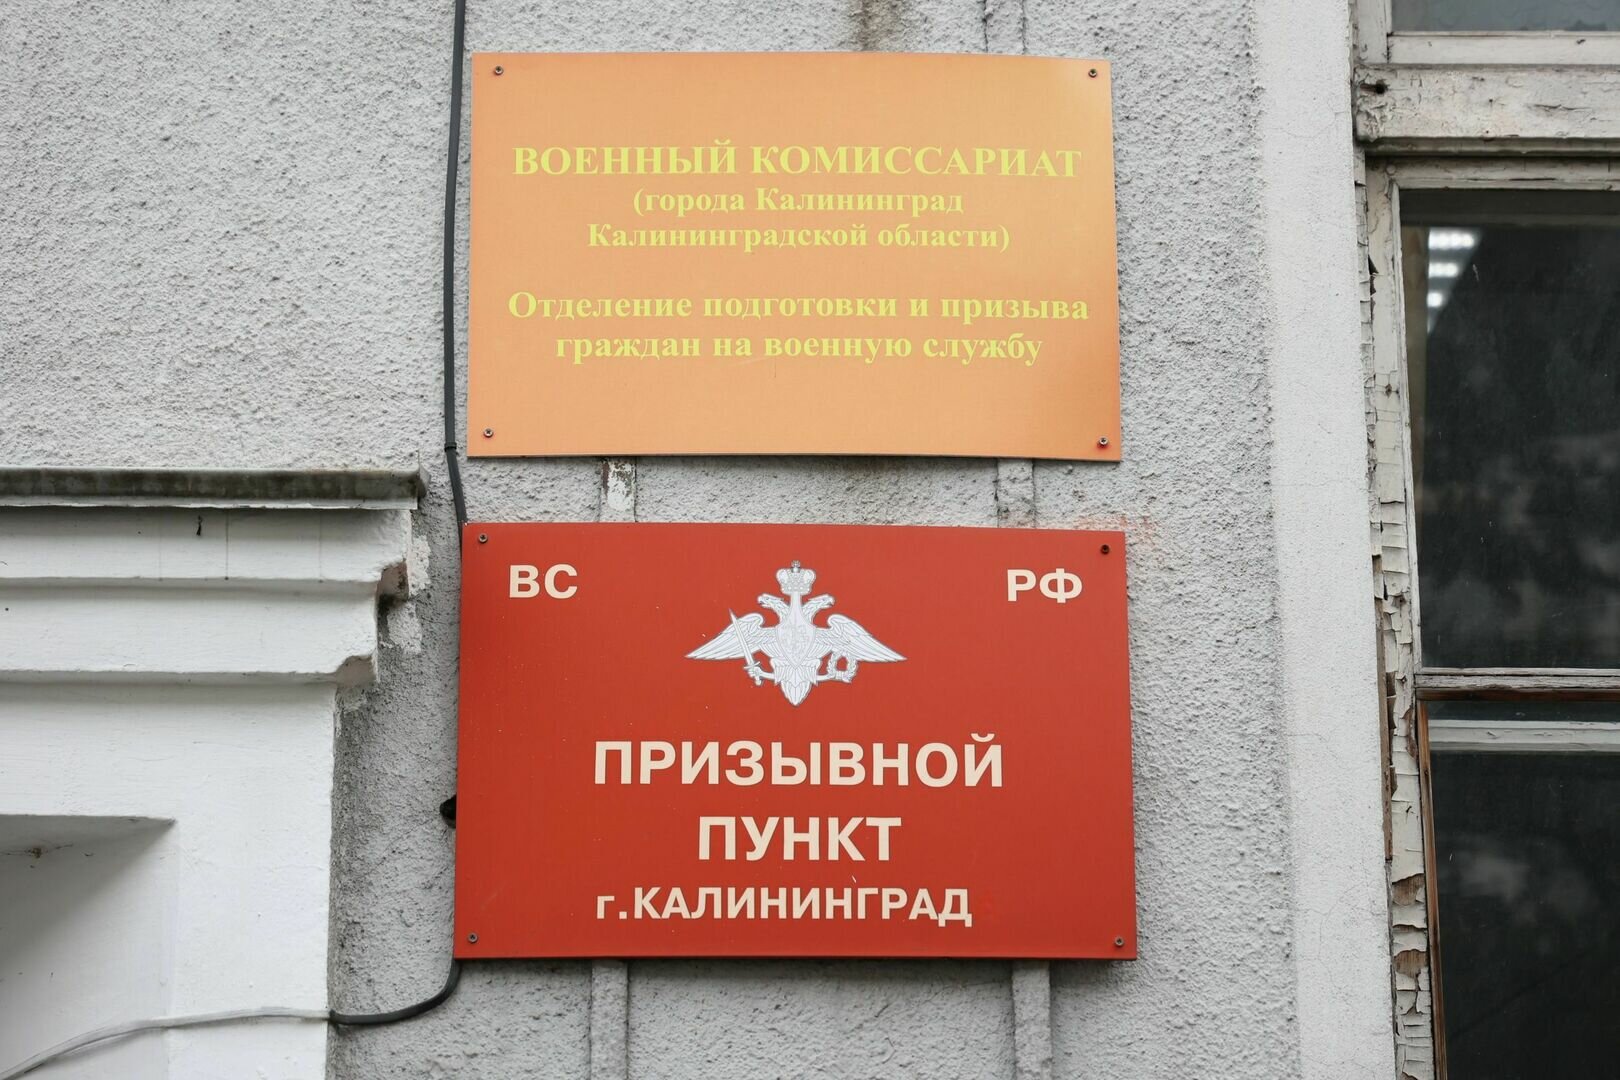 ВОЕННЫЙ КОМИССАРИАТ
(города Калининград
Калининградской области)
Отделение подготовки и призыва
граждан на военную службу
ВС РФ
ПРИЗЫВНОЙ
ПУНКТ
г.КАЛИНИНГРАД